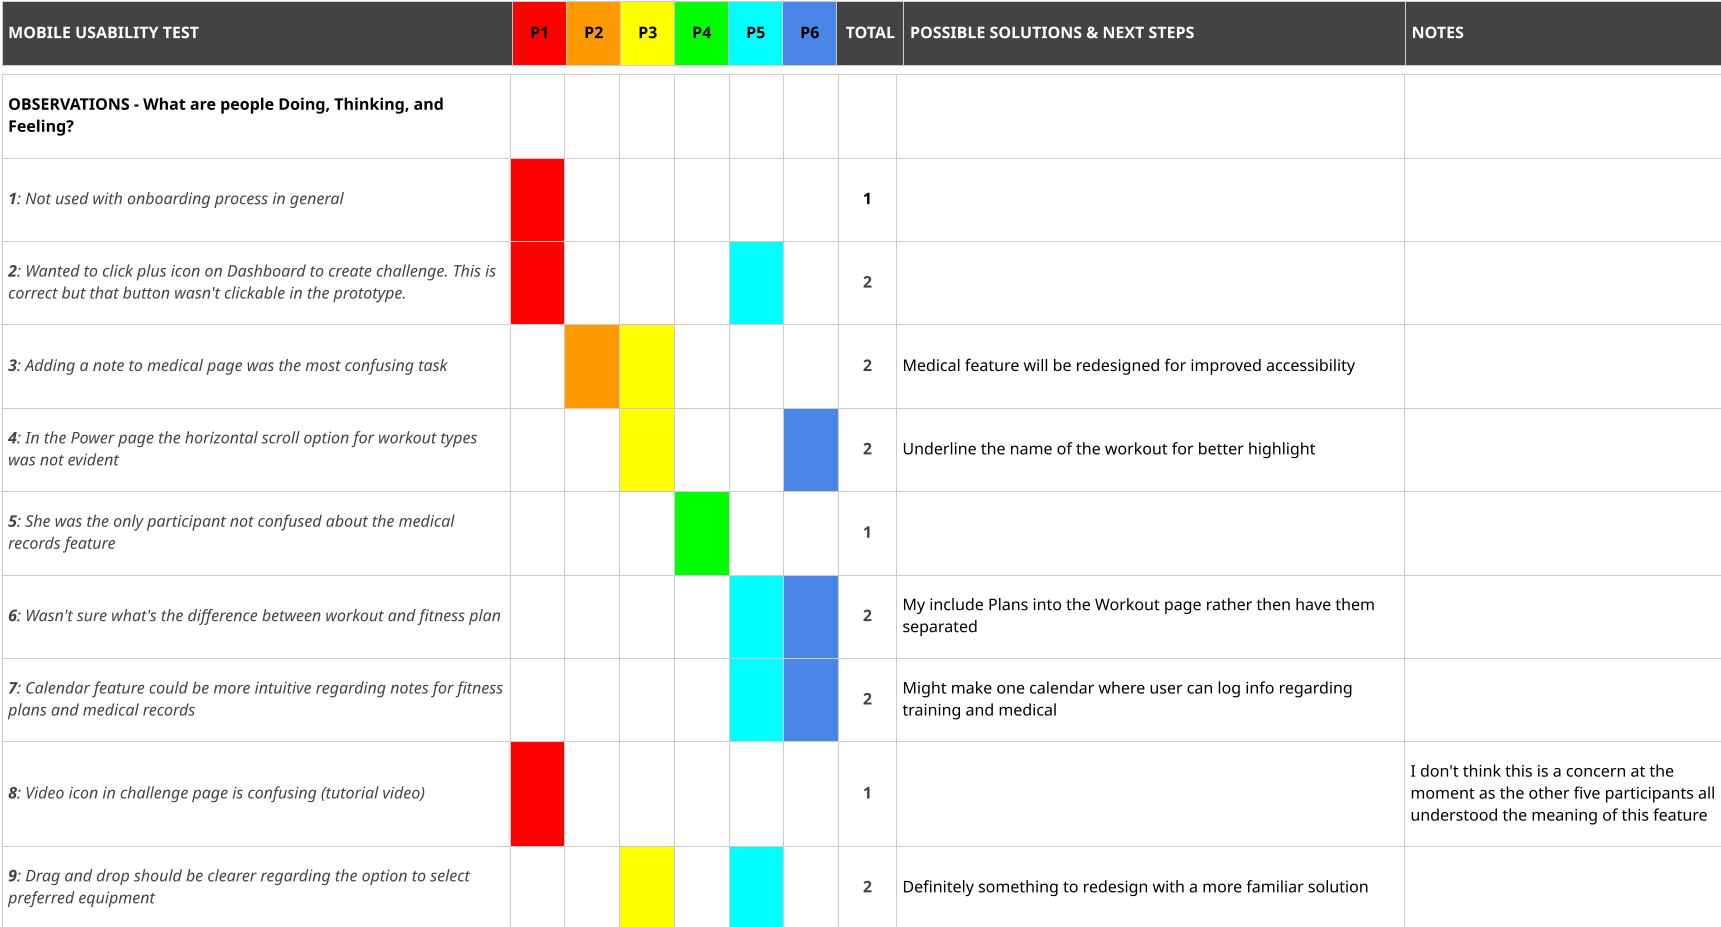 MOBILE USABILITY TEST P1 P2 P3 P4 P5 P6 TOTAL POSSIBLE SOLUTIONS & NEXT STEPS NOTES
OBSERVATIONS - What are people Doing, Thinking, and
Feeling?
1: Not used with onboarding process in general 1
2: Wanted to click plus icon on Dashboard to create challenge. This is
correct but that button wasn't clickable in the prototype.
2
3: Adding a note to medical page was the most confusing task 2 Medical feature will be redesigned for improved accessibility
4: In the Power page the horizontal scroll option for workout types
was not evident
2 Underline the name of the workout for better highlight
5: She was the only participant not confused about the medical
records feature
1
6: Wasn't sure what's the difference between workout and fitness plan 2
My include Plans into the Workout page rather then have them
separated
7: Calendar feature could be more intuitive regarding notes for fitness
plans and medical records
2
Might make one calendar where user can log info regarding
training and medical
8: Video icon in challenge page is confusing (tutorial video) 1
I don't think this is a concern at the
moment as the other five participants all
understood the meaning of this feature
9: Drag and drop should be clearer regarding the option to select
preferred equipment
2 Definitely something to redesign with a more familiar solution